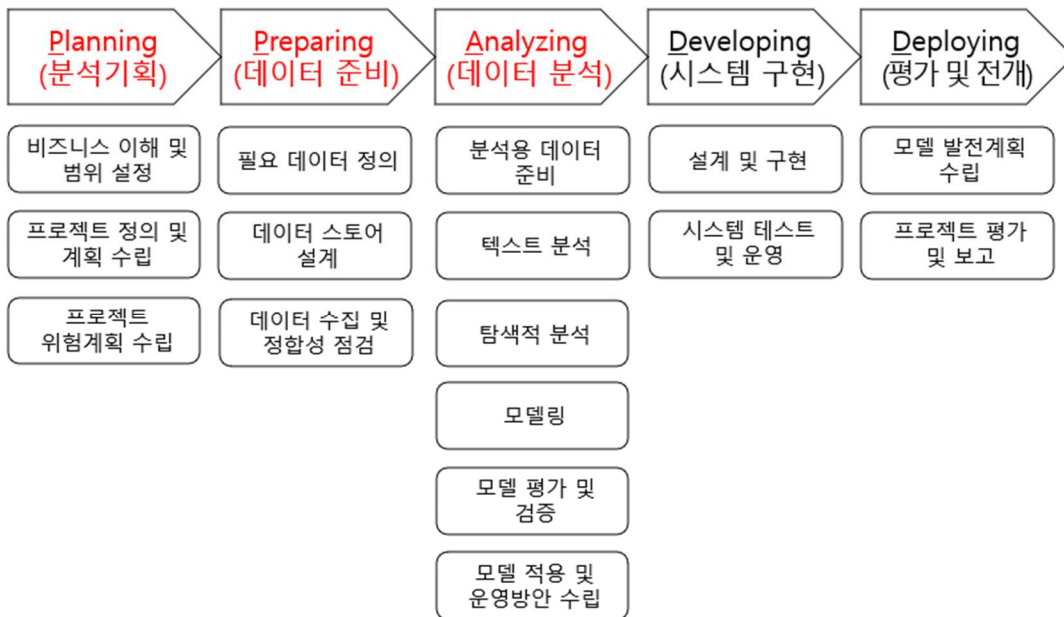 Planning
(분석기획)
비즈니스 이해 및
범위 설정
프로젝트 정의 및
계획 수립
프로젝트
위험계획 수립
Preparing
(데이터 준비)
필요 데이터 정의
데이터 스토어
설계
데이터 수집 및
정합성 점검
Analyzing
(데이터 분석)
분석용 데이터
준비
텍스트 분석
탐색적 분석
모델링
모델 평가 및
검증
모델 적용 및
운영방안 수립
Developing
(시스템 구현)
설계 및 구현
시스템 테스트
및 운영
Deploying
(평가 및 전개)
모델 발전계획
수립
프로젝트 평가
및 보고